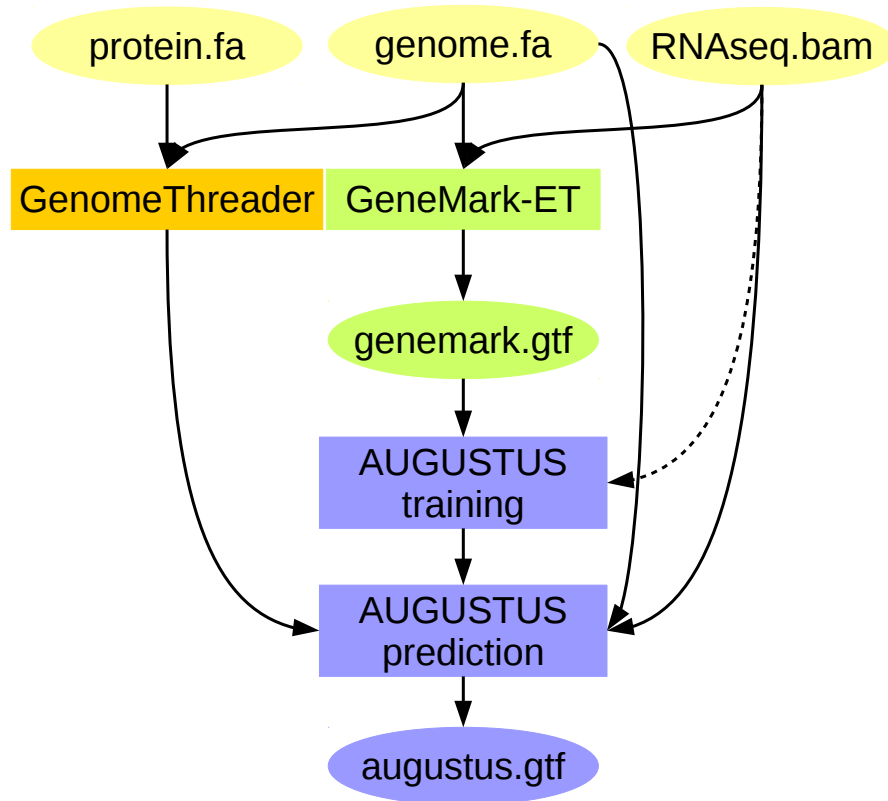 protein.fa
genome.fa
RNAseq.bam
GenomeThreader
GeneMark-ET
genemark.gtf
AUGUSTUS
training
AUGUSTUS
prediction
augustus.gtf